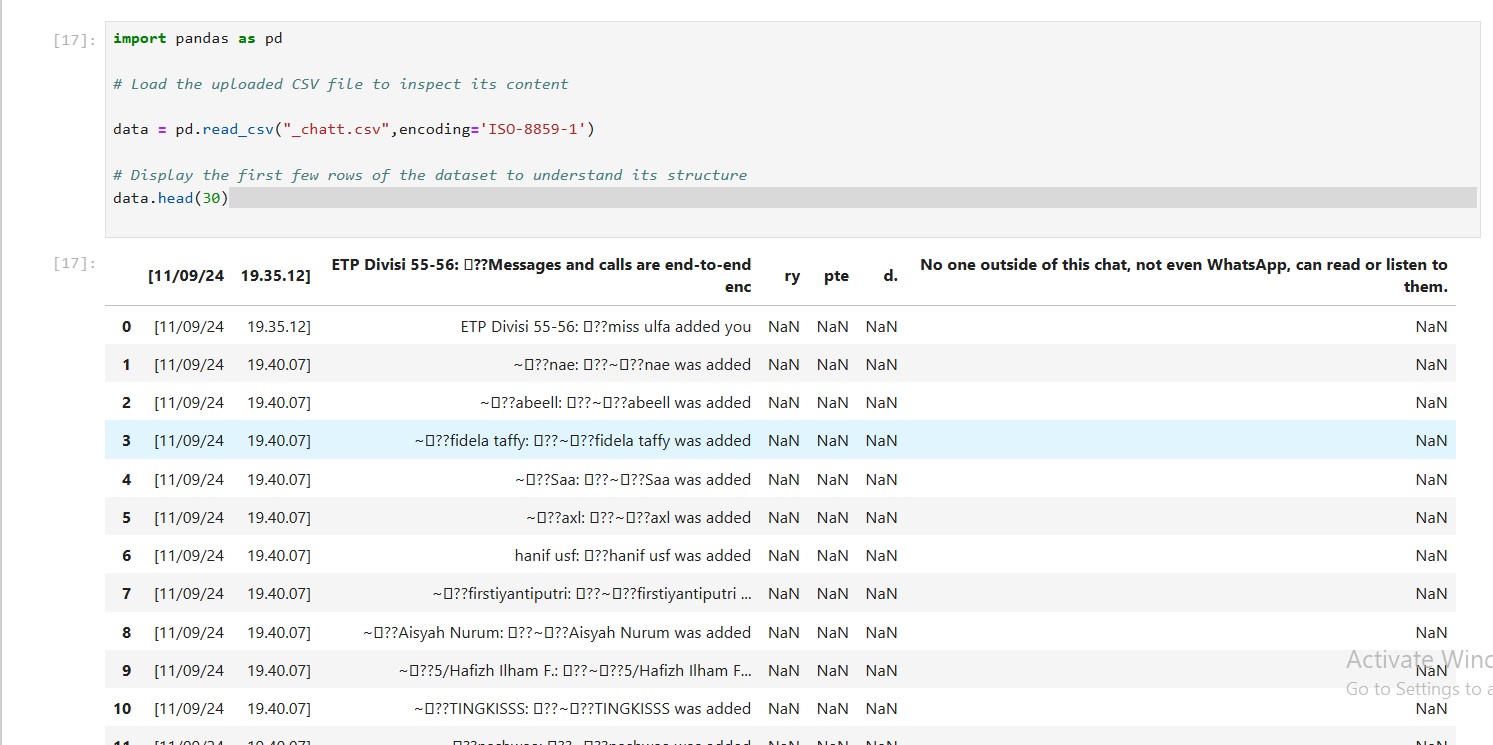 [17]: import pandas as pd
# Load the uploaded CSV file to inspect its content
data = pd.read_csv("_chatt.csv",encoding='ISO-8859-1')
# Display the first few rows of the dataset to understand its structure
data.head(30)
[17]:
[11/09/24 19.35.12] ETP Divisi 55-56: □??Messages and calls are end-to-end enc ry pte d. No one outside of this chat, not even WhatsApp, can read or listen to them.
0 [11/09/24 19.35.12] ETP Divisi 55-56: □??miss ulfa added you NaN NaN NaN NaN
1 [11/09/24 19.40.07] ~□??nae: □??~□??nae was added NaN NaN NaN NaN
2 [11/09/24 19.40.07] ~□??abeell: □??~□??abeell was added NaN NaN NaN NaN
3 [11/09/24 19.40.07] ~□??fidela taffy: □??~□??fidela taffy was added NaN NaN NaN NaN
4 [11/09/24 19.40.07] ~□??Saa: □??~□??Saa was added NaN NaN NaN NaN
5 [11/09/24 19.40.07] ~□??axl: □??~□??axl was added NaN NaN NaN NaN
6 [11/09/24 19.40.07] hanif usf: □??hanif usf was added NaN NaN NaN NaN
7 [11/09/24 19.40.07] ~□??firstiyantiputri: □??~□??firstiyantiputri ... NaN NaN NaN NaN
8 [11/09/24 19.40.07] ~□??Aisyah Nurum: □??~□??Aisyah Nurum was added NaN NaN NaN NaN
9 [11/09/24 19.40.07] ~□??5/Hafizh Ilham F.: □??~□??5/Hafizh Ilham F... NaN NaN NaN NaN
10 [11/09/24 19.40.07] ~□??TINGKISSS: □??~□??TINGKISSS was added NaN NaN NaN NaN
Activate Winc
Go to Settings to a